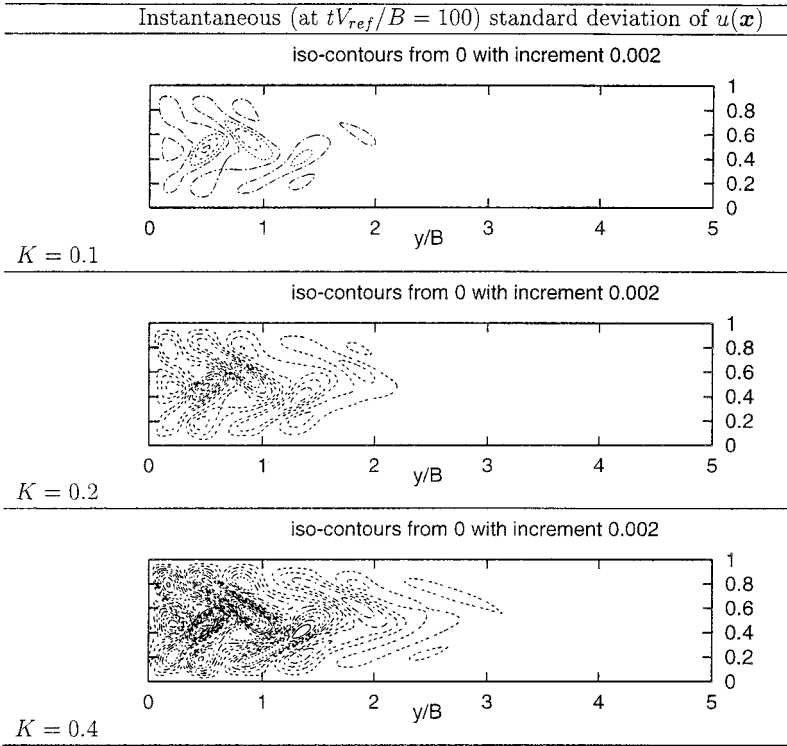 Instantaneous (at tV_ref/B = 100) standard deviation of u(x)
iso-contours from 0 with increment 0.002
1
0.8
0.6
0.4
0.2
0
0 1 2 3 4 5
y/B
K = 0.1
iso-contours from 0 with increment 0.002
1
0.8
0.6
0.4
0.2
0
0 1 2 3 4 5
y/B
K = 0.2
iso-contours from 0 with increment 0.002
1
0.8
0.6
0.4
0.2
0
0 1 2 3 4 5
y/B
K = 0.4